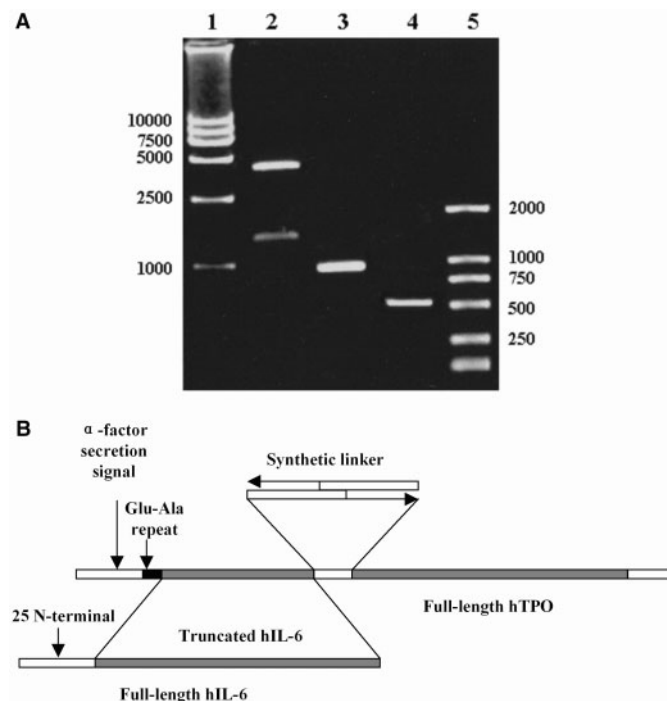 A
1 2 3 4 5
10000
7500
5000
2500
1000
2000
1000
750
500
250
B
α-factor
secretion
signal
Synthetic linker
Glu-Ala
repeat
25 N-terminal
Full-length hTPO
Truncated hIL-6
Full-length hIL-6